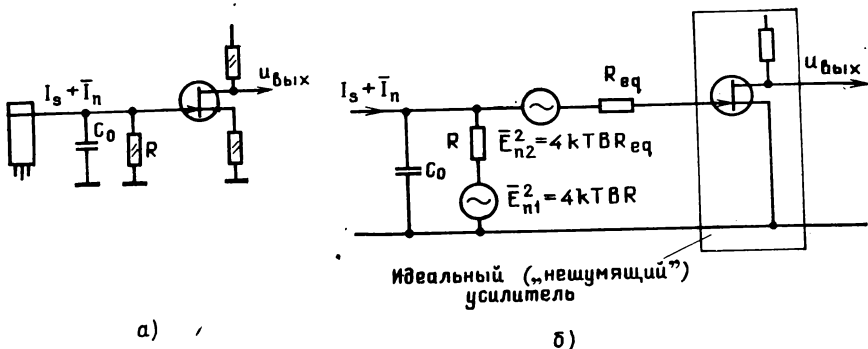 I_s + Ī_n
C_0
R
u_вых
a)
I_s + Ī_n
C_0
R
Ē²_n2 = 4kTBR_eq
Ē²_n1 = 4kTBR
R_eq
u_вых
Идеальный („нешумящий”)
усилитель
б)